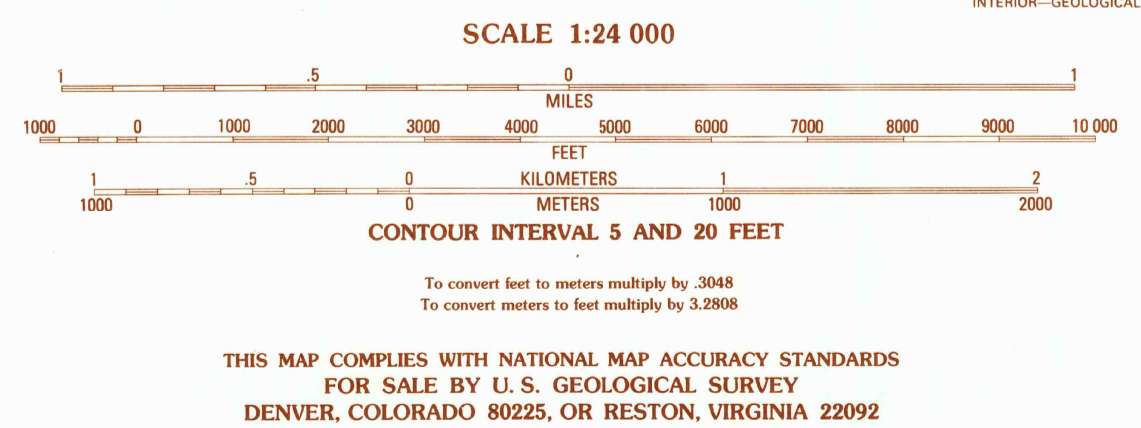 INTERIOR—GEOLOGICAL
SCALE 1:24 000
1 .5 0 1
MILES
1000 0 1000 2000 3000 4000 5000 6000 7000 8000 9000 10 000
FEET
1 .5 0 KILOMETERS 1 2
1000 0 METERS 1000 2000
CONTOUR INTERVAL 5 AND 20 FEET
To convert feet to meters multiply by .3048
To convert meters to feet multiply by 3.2808
THIS MAP COMPLIES WITH NATIONAL MAP ACCURACY STANDARDS
FOR SALE BY U. S. GEOLOGICAL SURVEY
DENVER, COLORADO 80225, OR RESTON, VIRGINIA 22092